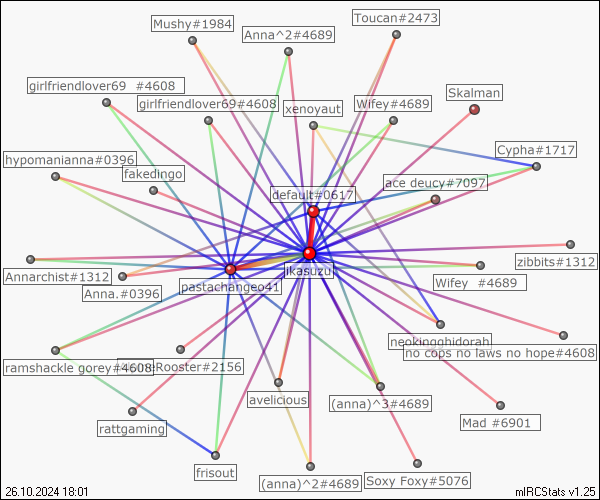 Mushy#1984
Toucan#2473
Anna^2#4689
girlfriendlover69 #4608
Skalman
girlfriendlover69#4608
xenoyaut
Wifey#4689
Cypha#1717
hypomanianna#0396
fakedingo
ace deucy#7097
default#0617
Annarchist#1312
Anna.#0396
pastachangeo41
ikasuzu
Wifey #4689
zibbits#1312
neokingghidorah
no cops no laws no hope#4608
ramshackle gorey#4608
Rooster#2156
avelicious
(anna)^3#4689
rattgaming
Mad #6901
frisout
(anna)^2#4689
Soxy Foxy#5076
26.10.2024 18:01
mIRCStats v1.25